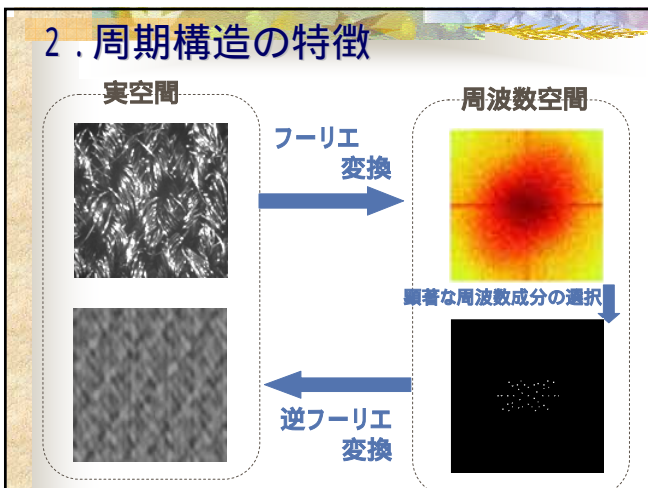 2．周期構造の特徴
実空間
周波数空間
フーリエ
変換
顕著な周波数成分の選択
逆フーリエ
変換